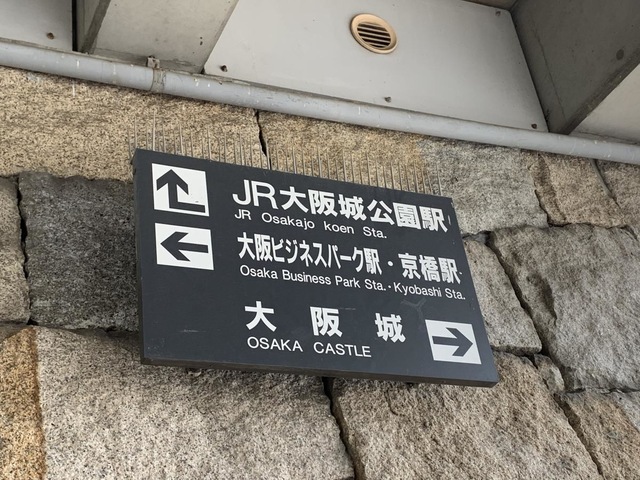 JR大阪城公園駅
JR Osakajo koen Sta.
大阪ビジネスパーク駅・京橋駅
Osaka Business Park Sta.・Kyobashi Sta.
大阪城
OSAKA CASTLE